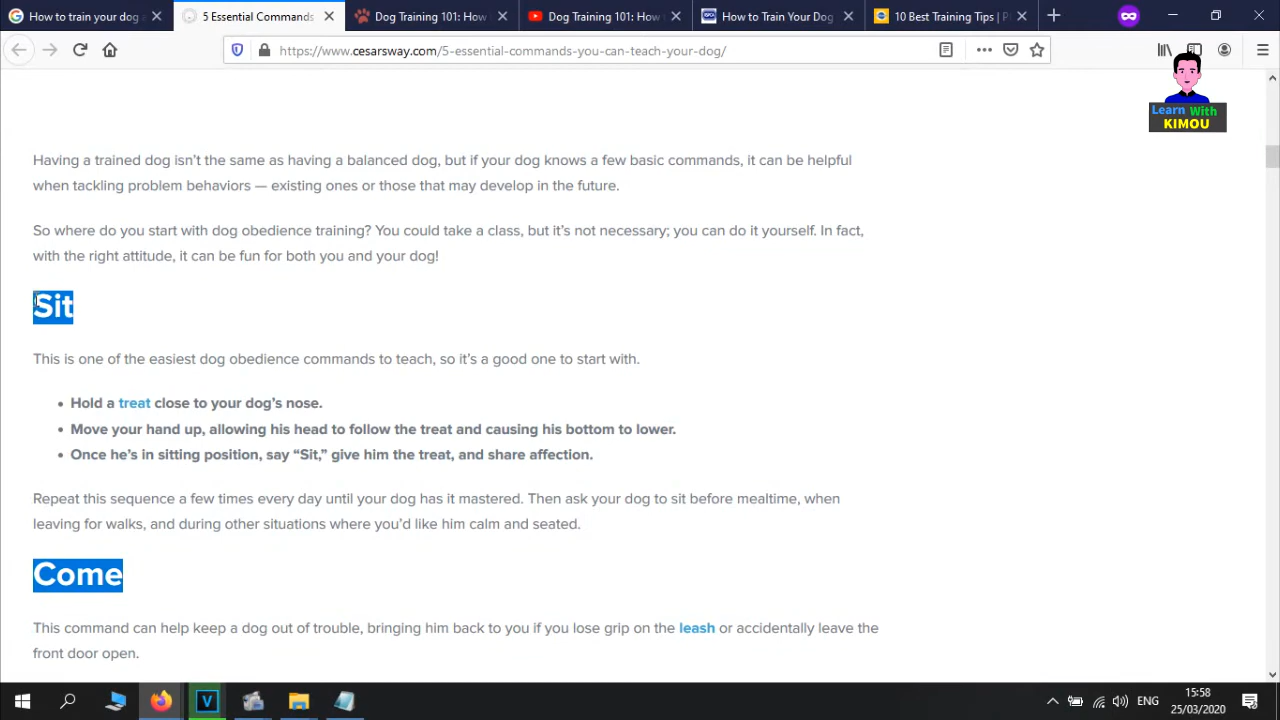 How to train your dog a
5 Essential Commands
Dog Training 101: How
Dog Training 101: How
How to Train Your Dog
10 Best Training Tips | P
https://www.cesarsway.com/5-essential-commands-you-can-teach-your-dog/
Learn With
KIMOU
Having a trained dog isn’t the same as having a balanced dog, but if your dog knows a few basic commands, it can be helpful
when tackling problem behaviors — existing ones or those that may develop in the future.
So where do you start with dog obedience training? You could take a class, but it’s not necessary; you can do it yourself. In fact,
with the right attitude, it can be fun for both you and your dog!
Sit
This is one of the easiest dog obedience commands to teach, so it’s a good one to start with.
• Hold a treat close to your dog’s nose.
• Move your hand up, allowing his head to follow the treat and causing his bottom to lower.
• Once he’s in sitting position, say “Sit,” give him the treat, and share affection.
Repeat this sequence a few times every day until your dog has it mastered. Then ask your dog to sit before mealtime, when
leaving for walks, and during other situations where you’d like him calm and seated.
Come
This command can help keep a dog out of trouble, bringing him back to you if you lose grip on the leash or accidentally leave the
front door open.
V
ENG
15:58
25/03/2020